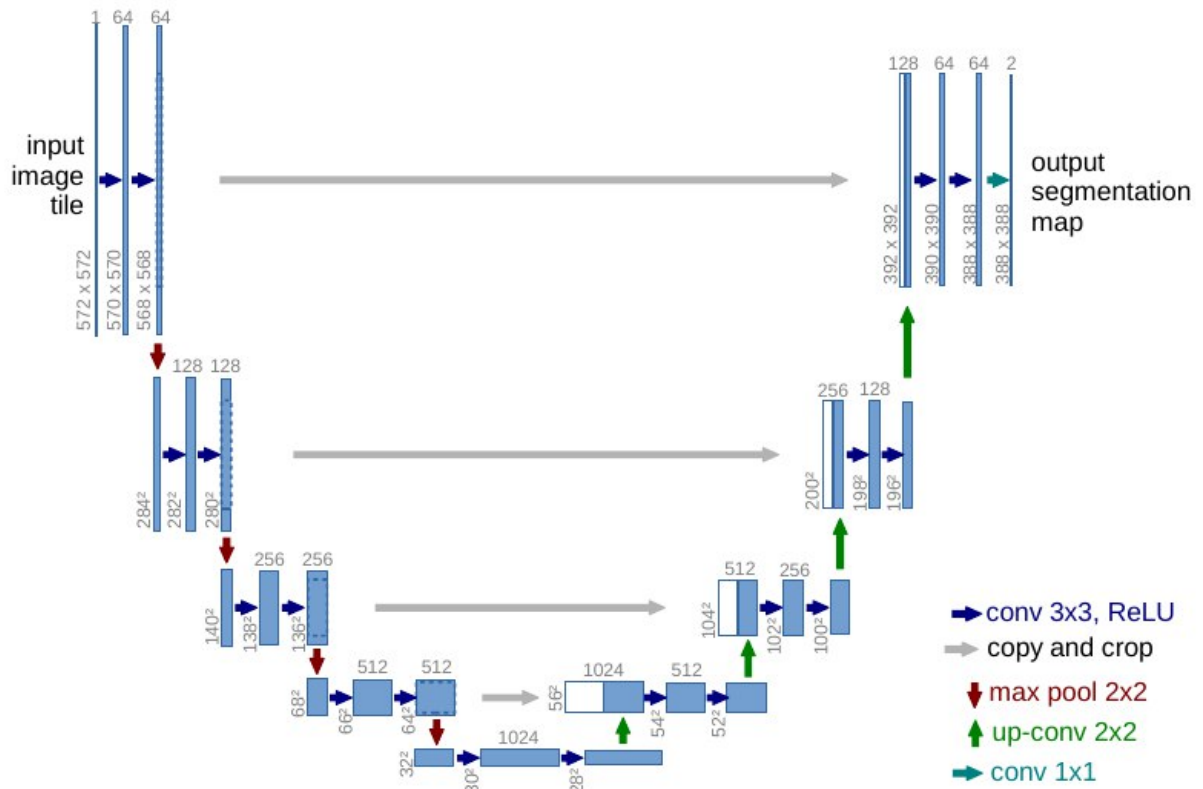 1 64 64
128 64 64 2
input
image
tile
output
segmentation
map
572 x 572
570 x 570
568 x 568
392 x 392
390 x 390
388 x 388
388 x 388
128 128
256 128
284²
282²
280²
200²
198²
196²
256 256
512 256
140²
138²
136²
104²
102²
100²
512 512
1024 512
68²
66²
64²
56²
54²
52²
1024
32²
30²
28²
conv 3x3, ReLU
copy and crop
max pool 2x2
up-conv 2x2
conv 1x1